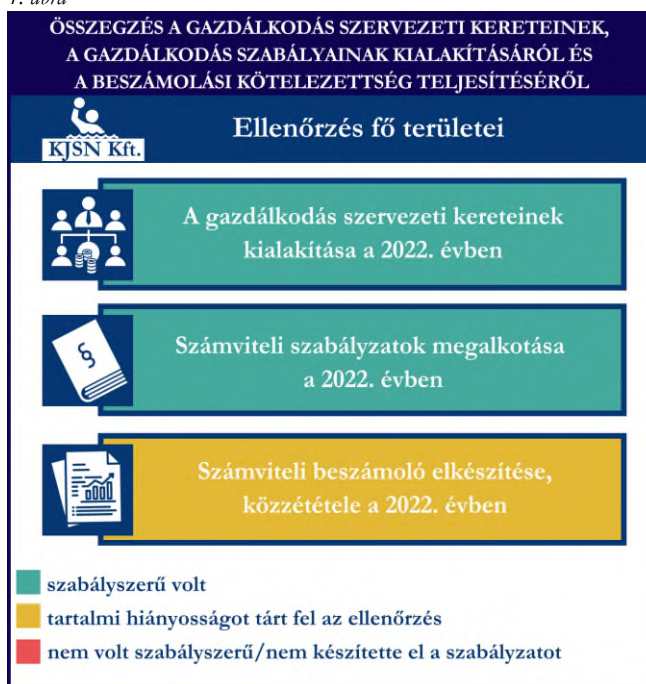 1. ábra
ÖSSZEGZÉS A GAZDÁLKODÁS SZERVEZETI KERETEINEK,
A GAZDÁLKODÁS SZABÁLYAINAK KIALAKÍTÁSÁRÓL ÉS
A BESZÁMOLÁSI KÖTELEZETTSÉG TELJESÍTÉSÉRŐL
KJSN Kft.
Ellenőrzés fő területei
A gazdálkodás szervezeti kereteinek
kialakítása a 2022. évben
§
Számviteli szabályzatok megalkotása
a 2022. évben
Számviteli beszámoló elkészítése,
közzététele a 2022. évben
szabályszerű volt
tartalmi hiányosságot tárt fel az ellenőrzés
nem volt szabályszerű/nem készítette el a szabályzatot